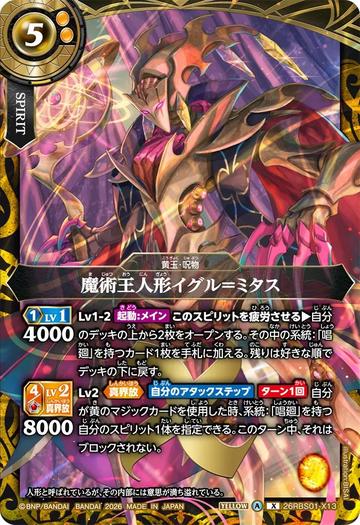 5
SPIRIT
黄玉・呪物
魔術王人形イグル＝ミタス
1 LV1
4000
Lv1-2 起動:メイン このスピリットを疲労させる▶自分
のデッキの上から2枚をオープンする。その中の系統:「唱
廻」を持つカード1枚を手札に加える。残りは好きな順で
デッキの下に戻す。
4 LV2
8000
Lv2 真界放 自分のアタックステップ ターン1回 自分
が黄のマジックカードを使用した時、系統:「唱廻」を持つ
自分のスピリット1体を指定できる。このターン中、それは
ブロックされない。
Illustration:BISAI
人形と呼ばれているが、その内部には意思が満ち溢れている。
©BNP/BANDAI BANDAI 2026 MADE IN JAPAN YELLOW A X 26RBS01-X13